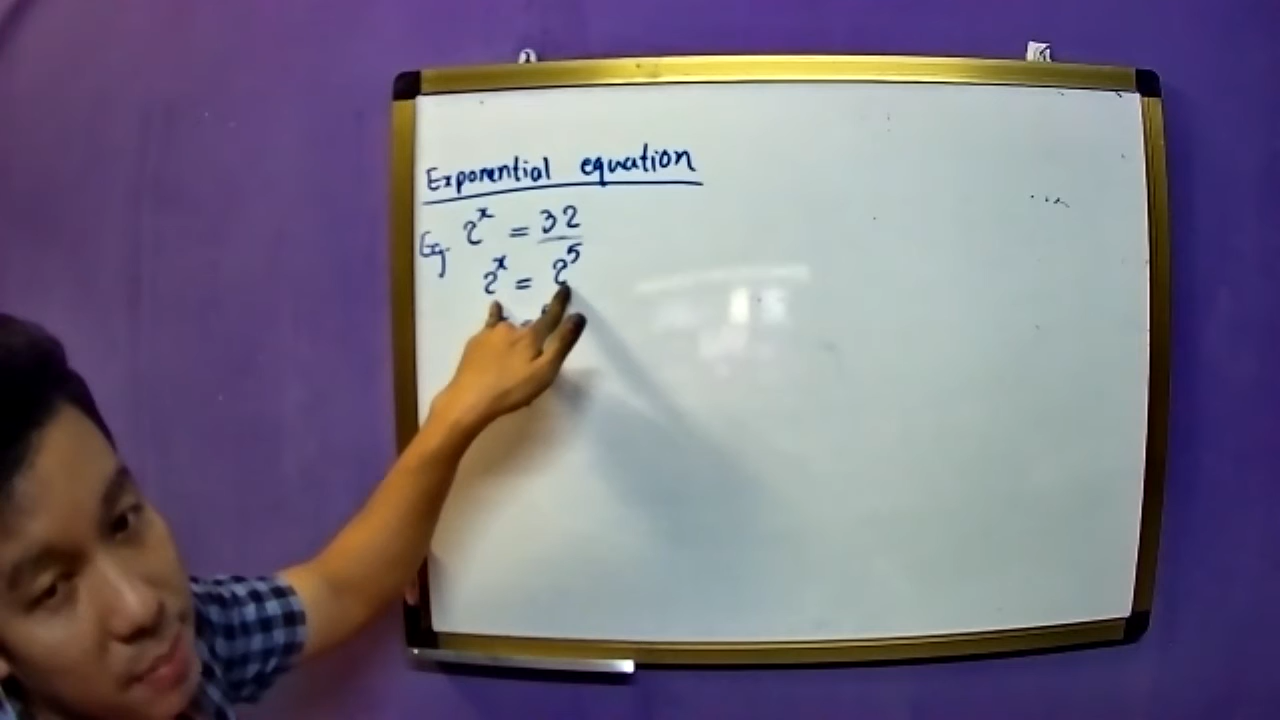 Exponential equation
Eg. 2ˣ = 32
2ˣ = 2⁵